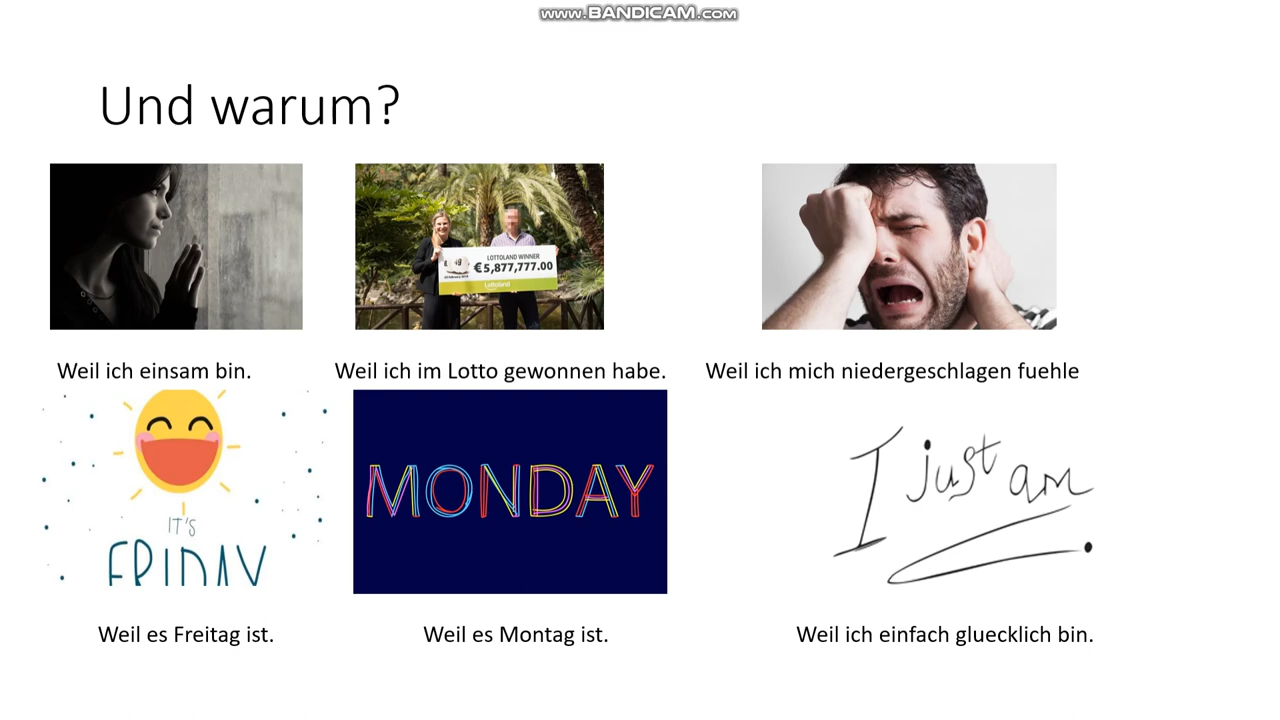 www.BANDICAM.com
Und warum?
LOTTOLAND WINNER
€5,877,777.00
Lottoland
Weil ich einsam bin.
Weil ich im Lotto gewonnen habe.
Weil ich mich niedergeschlagen fuehle
IT'S
FRIDAY
MONDAY
I just am
Weil es Freitag ist.
Weil es Montag ist.
Weil ich einfach gluecklich bin.